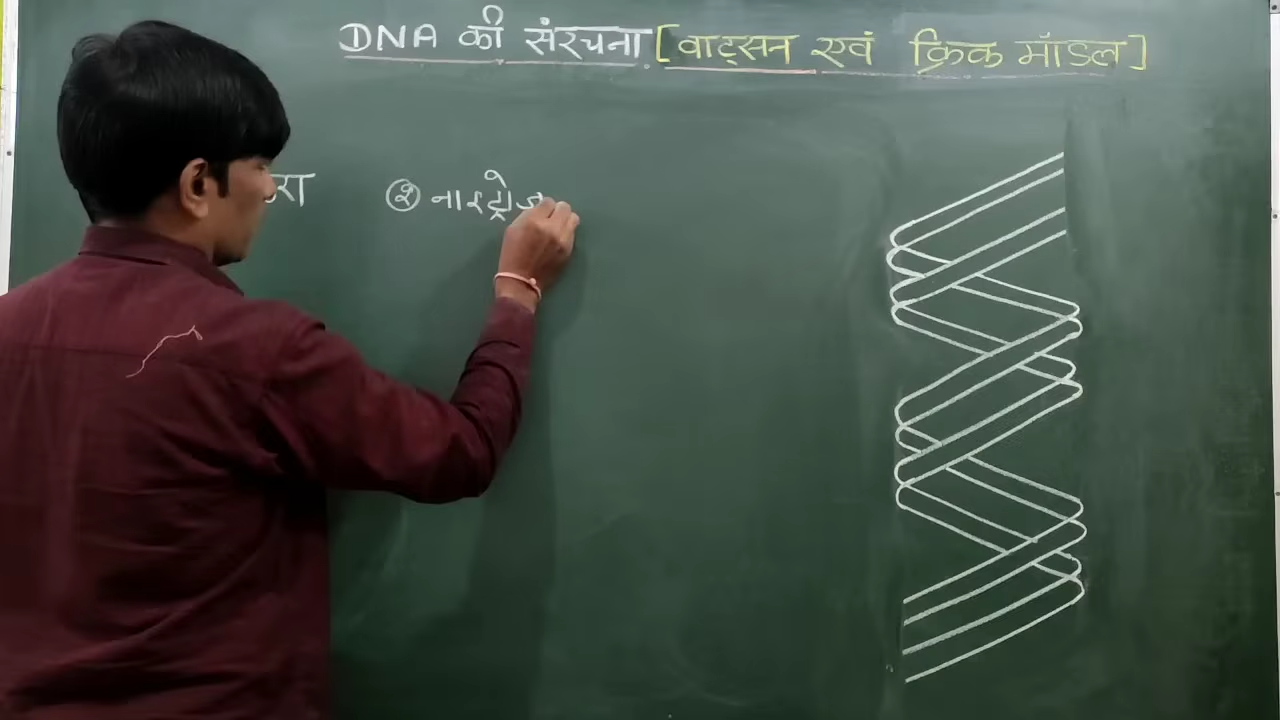 DNA की संरचना [वाट्सन एवं क्रिक मॉडल]
② नाइट्रोज